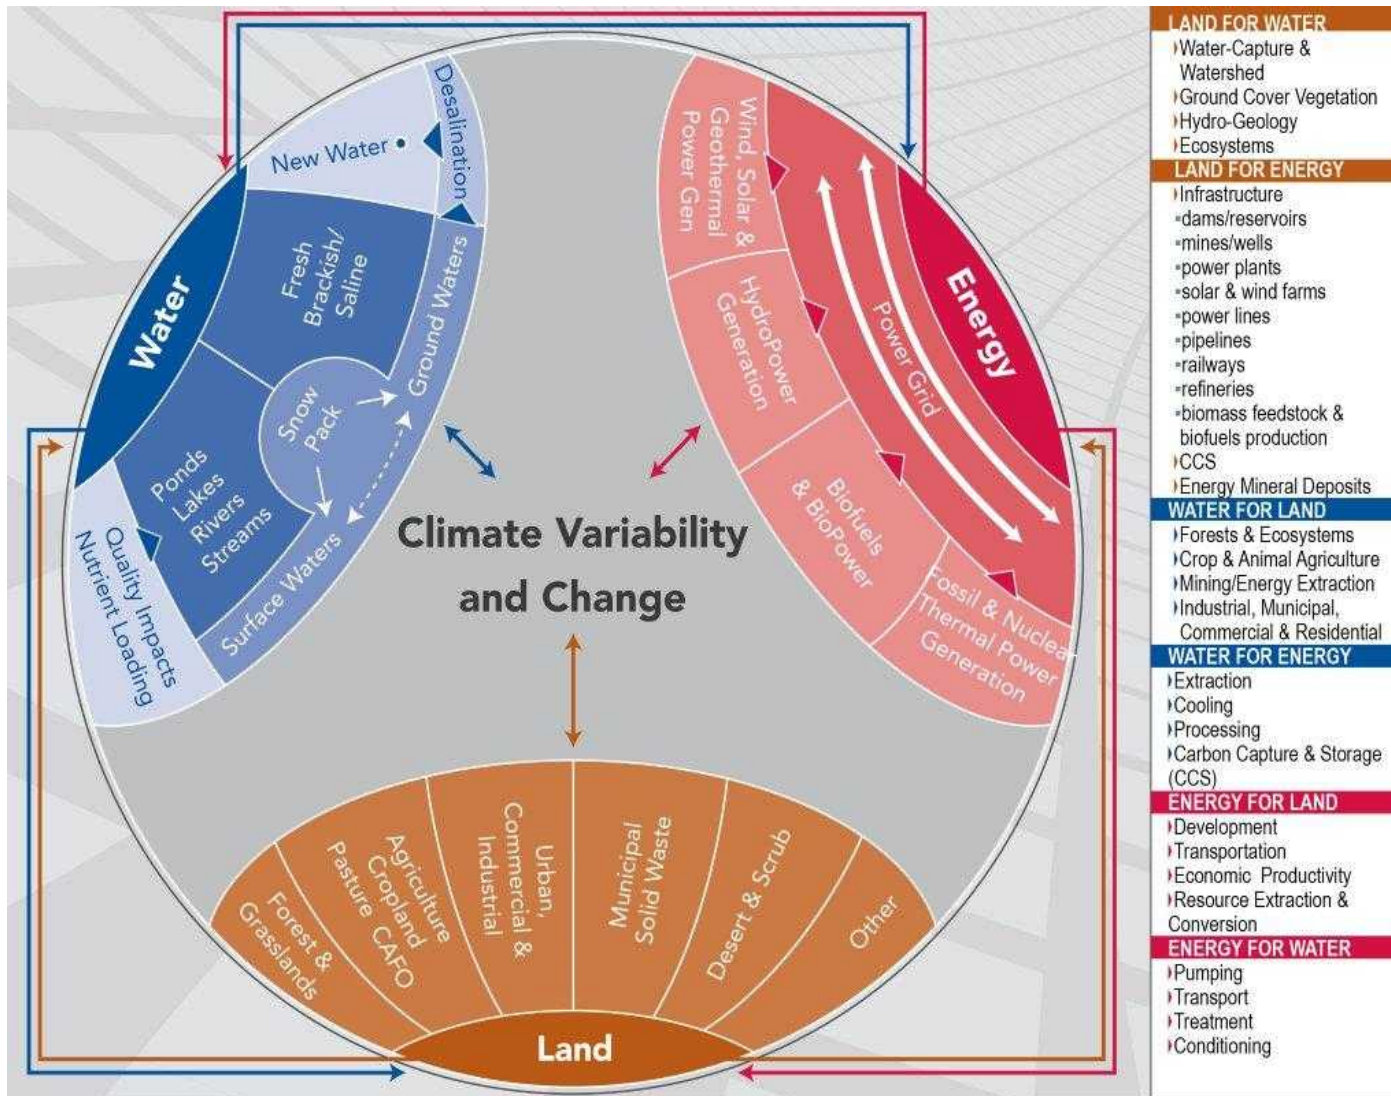 Desalination
New Water
Fresh
Brackish/
Saline
Water
Ground Waters
Snow
Pack
Ponds
Lakes
Rivers
Streams
Surface Waters
Quality Impacts
Nutrient Loading
Wind, Solar &
Geothermal
Power Gen
HydroPower
Generation
Energy
Power Grid
Biofuels
& BioPower
Fossil & Nuclear
Thermal Power
Generation
Climate Variability
and Change
Forest &
Grasslands
Agriculture
Cropland
Pasture CAFO
Urban,
Commercial &
Industrial
Municipal
Solid Waste
Desert & Scrub
Other
Land
LAND FOR WATER
Water-Capture &
Watershed
Ground Cover Vegetation
Hydro-Geology
Ecosystems
LAND FOR ENERGY
Infrastructure
dams/reservoirs
mines/wells
power plants
solar & wind farms
power lines
pipelines
railways
refineries
biomass feedstock &
biofuels production
CCS
Energy Mineral Deposits
WATER FOR LAND
Forests & Ecosystems
Crop & Animal Agriculture
Mining/Energy Extraction
Industrial, Municipal,
Commercial & Residential
WATER FOR ENERGY
Extraction
Cooling
Processing
Carbon Capture & Storage
(CCS)
ENERGY FOR LAND
Development
Transportation
Economic Productivity
Resource Extraction &
Conversion
ENERGY FOR WATER
Pumping
Transport
Treatment
Conditioning